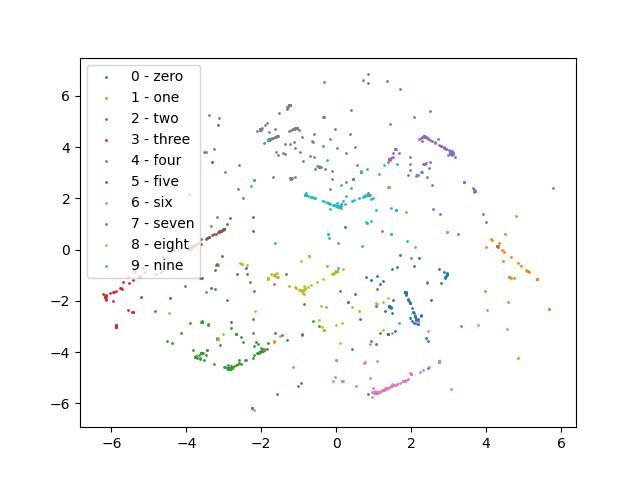 0 - zero
1 - one
2 - two
3 - three
4 - four
5 - five
6 - six
7 - seven
8 - eight
9 - nine
6
4
2
0
−2
−4
−6
−6
−4
−2
0
2
4
6